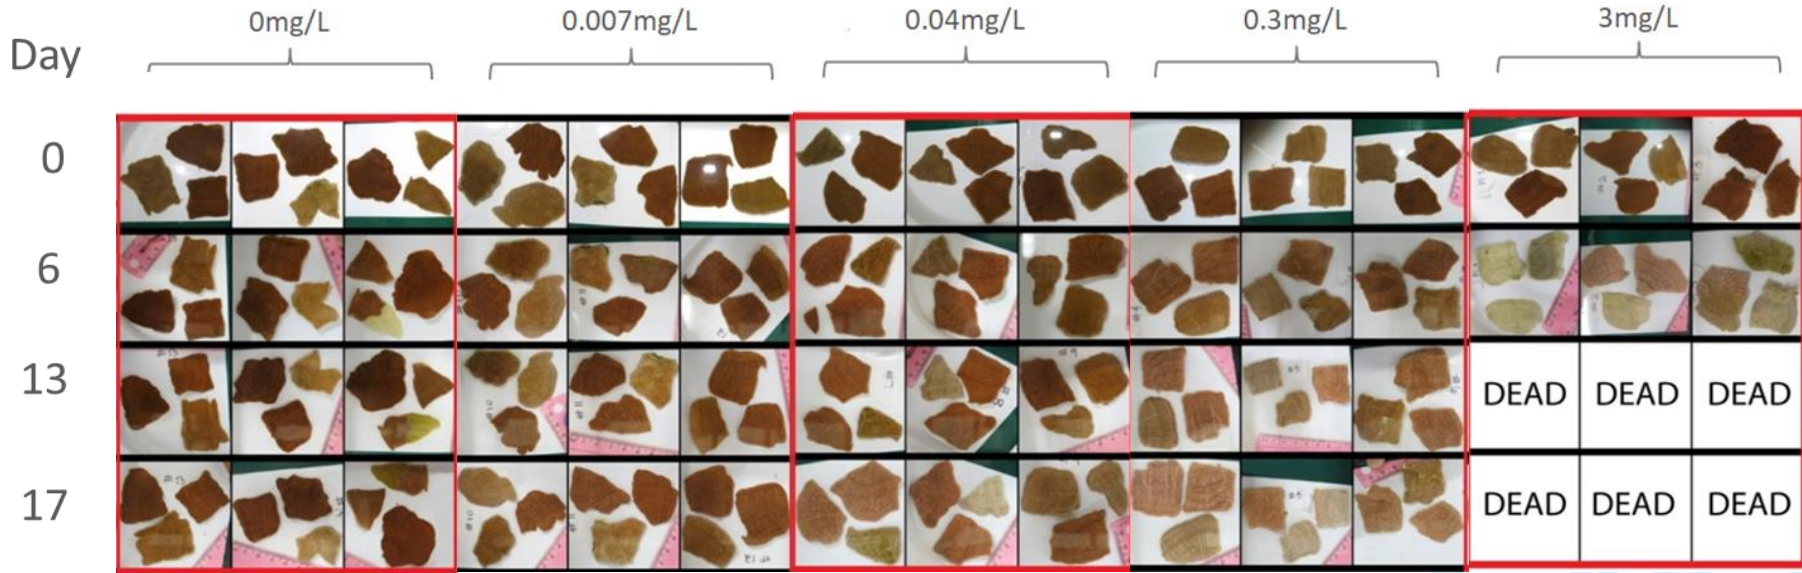 0mg/L 0.007mg/L 0.04mg/L 0.3mg/L 3mg/L
Day
0
6
13
DEAD DEAD DEAD
17
DEAD DEAD DEAD